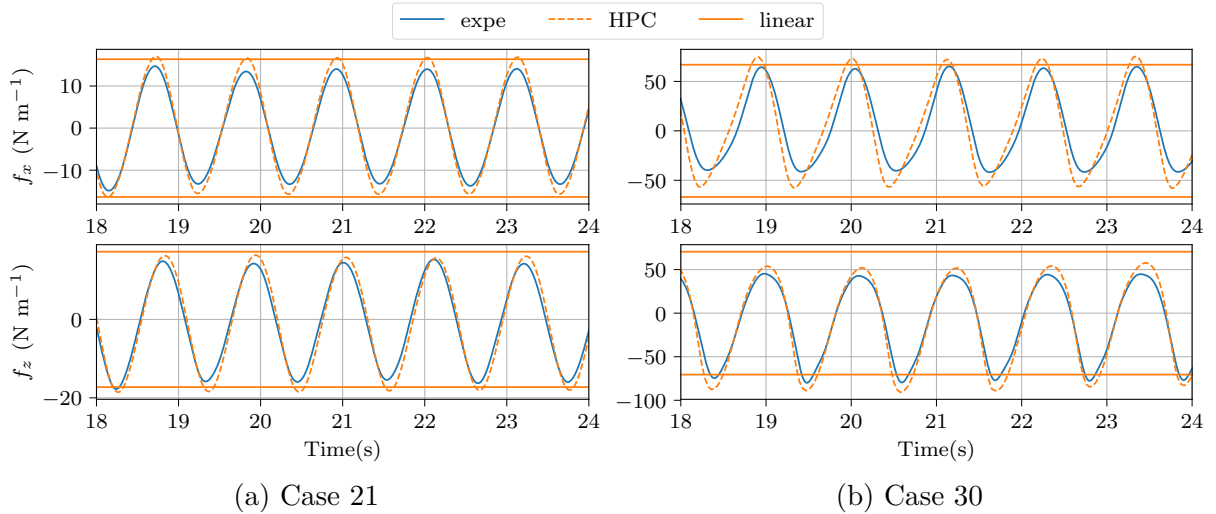 expe HPC linear
f_x (N m⁻¹)
10
0
−10
18 19 20 21 22 23 24
50
0
−50
18 19 20 21 22 23 24
f_z (N m⁻¹)
0
−20
18 19 20 21 22 23 24
Time(s)
50
0
−50
−100
18 19 20 21 22 23 24
Time(s)
(a) Case 21
(b) Case 30